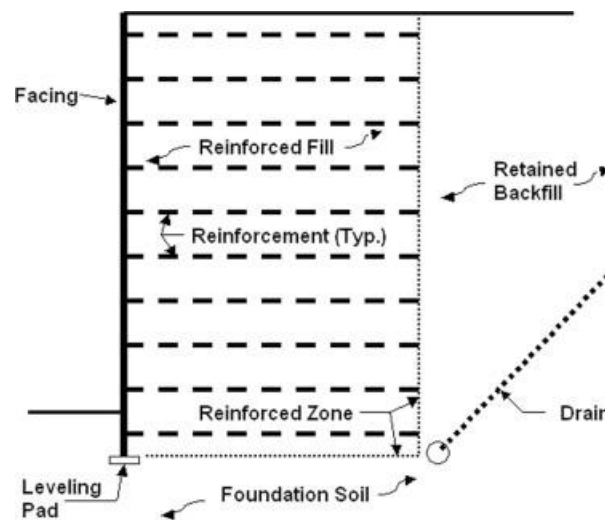 Facing
Reinforced Fill
Retained
Backfill
Reinforcement (Typ.)
Reinforced Zone
Drain
Leveling
Pad
Foundation Soil